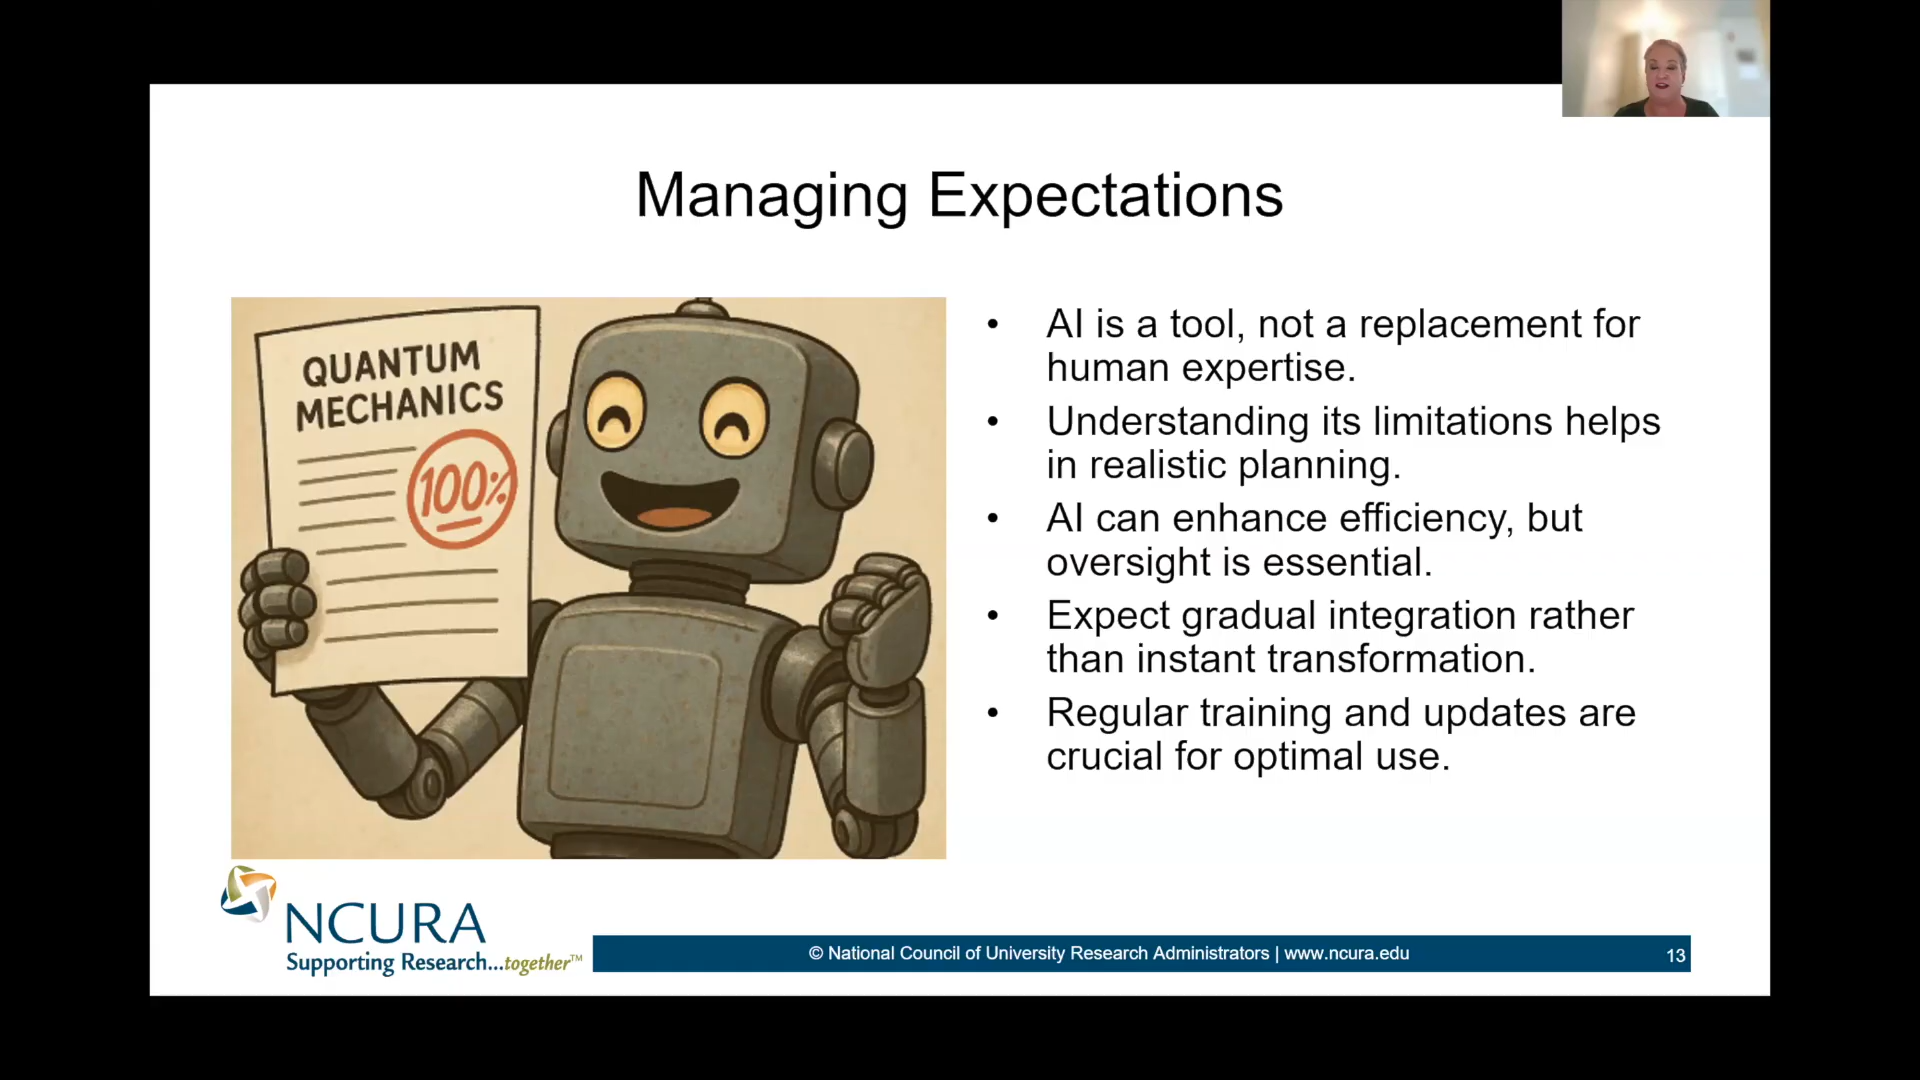 Managing Expectations
QUANTUM
MECHANICS
100%
• AI is a tool, not a replacement for
human expertise.
• Understanding its limitations helps
in realistic planning.
• AI can enhance efficiency, but
oversight is essential.
• Expect gradual integration rather
than instant transformation.
• Regular training and updates are
crucial for optimal use.
NCURA
Supporting Research...together™
© National Council of University Research Administrators | www.ncura.edu
13